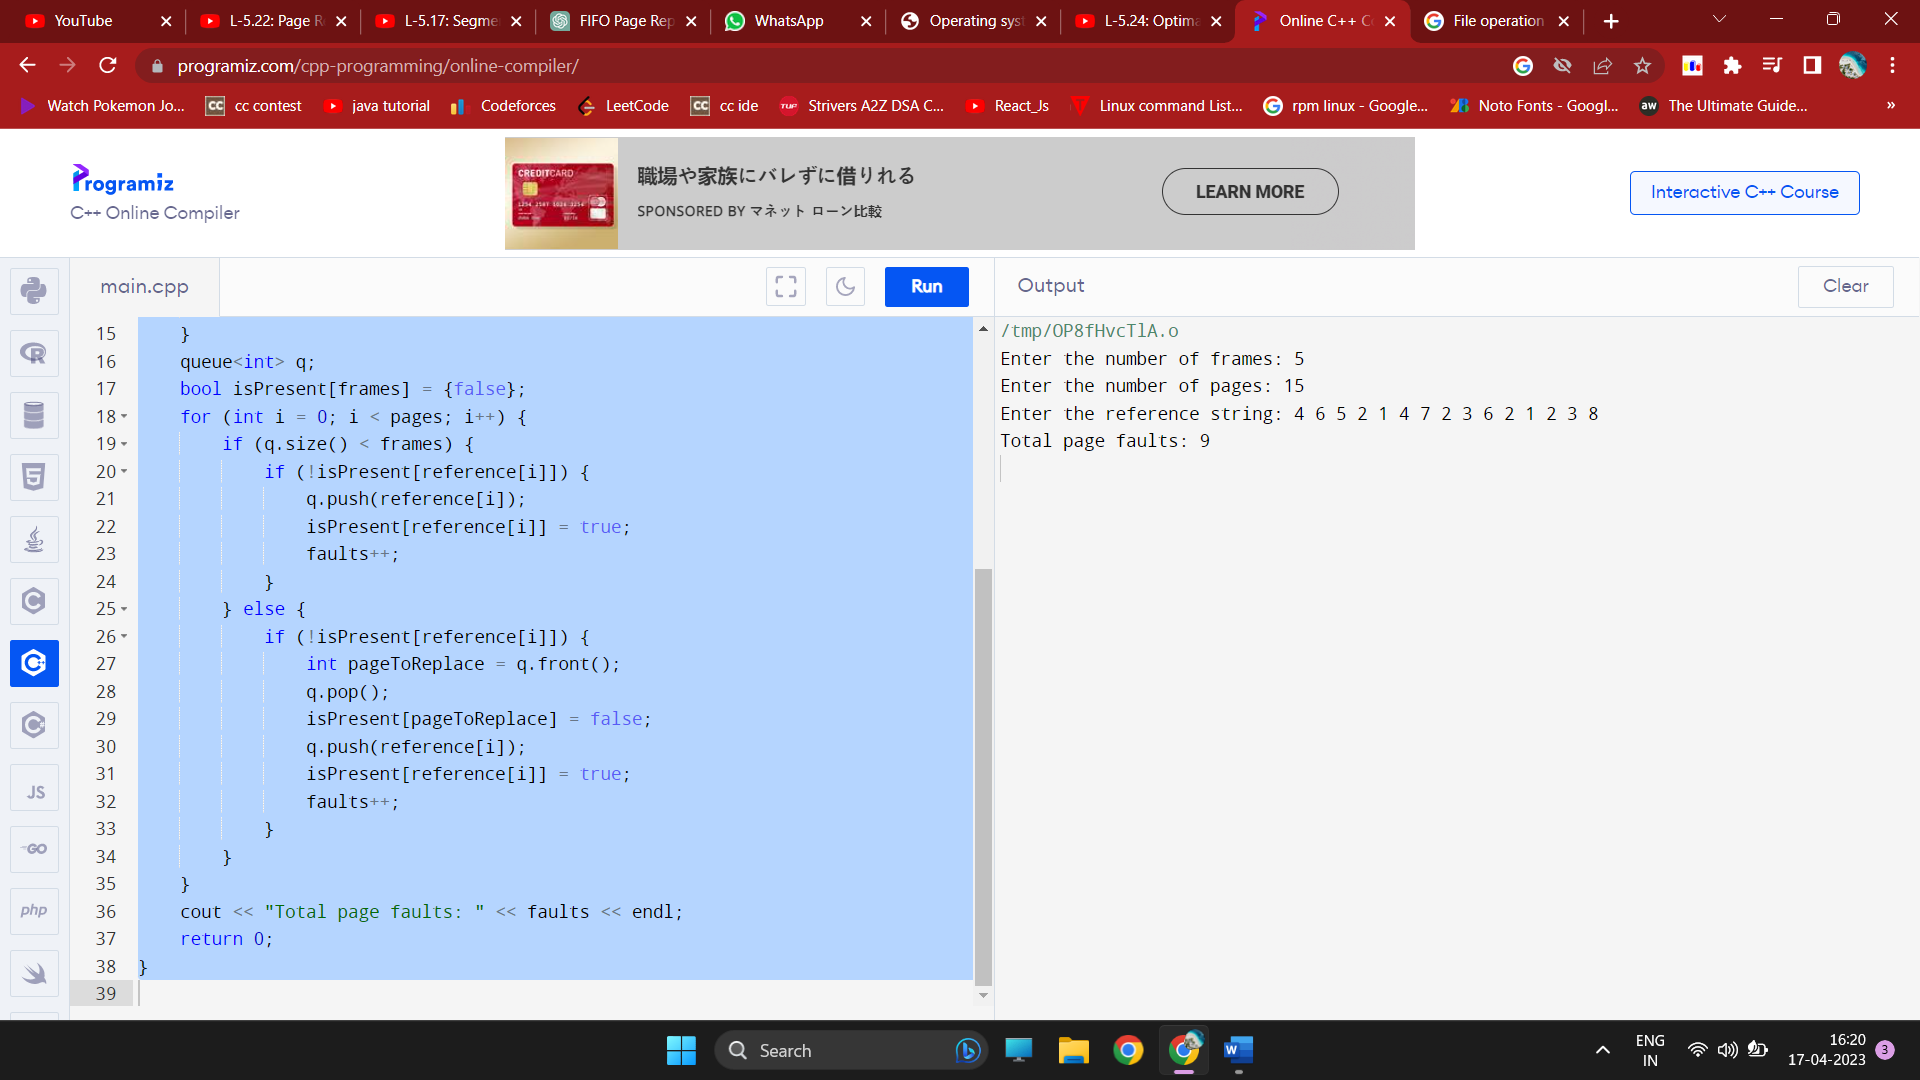 YouTube
L-5.22: Page R
L-5.17: Segme
FIFO Page Rep
WhatsApp
Operating syst
L-5.24: Optima
Online C++ Co
File operation
programiz.com/cpp-programming/online-compiler/
Watch Pokemon Jo...
CC cc contest
java tutorial
Codeforces
LeetCode
CC cc ide
TUF Strivers A2Z DSA C...
React_Js
Linux command List...
rpm linux - Google...
Noto Fonts - Googl...
aw The Ultimate Guide...
»
Programiz
C++ Online Compiler
CREDITCARD
職場や家族にバレずに借りれる
SPONSORED BY マネット ローン比較
LEARN MORE
Interactive C++ Course
main.cpp
Run
Output
Clear
15 }
16 queue<int> q;
17 bool isPresent[frames] = {false};
18 for (int i = 0; i < pages; i++) {
19 if (q.size() < frames) {
20 if (!isPresent[reference[i]]) {
21 q.push(reference[i]);
22 isPresent[reference[i]] = true;
23 faults++;
24 }
25 } else {
26 if (!isPresent[reference[i]]) {
27 int pageToReplace = q.front();
28 q.pop();
29 isPresent[pageToReplace] = false;
30 q.push(reference[i]);
31 isPresent[reference[i]] = true;
32 faults++;
33 }
34 }
35 }
36 cout << "Total page faults: " << faults << endl;
37 return 0;
38 }
39
/tmp/OP8fHvcTlA.o
Enter the number of frames: 5
Enter the number of pages: 15
Enter the reference string: 4 6 5 2 1 4 7 2 3 6 2 1 2 3 8
Total page faults: 9
R
5
C
C+
C#
JS
GO
php
Search
W
ENG
IN
16:20
17-04-2023
3